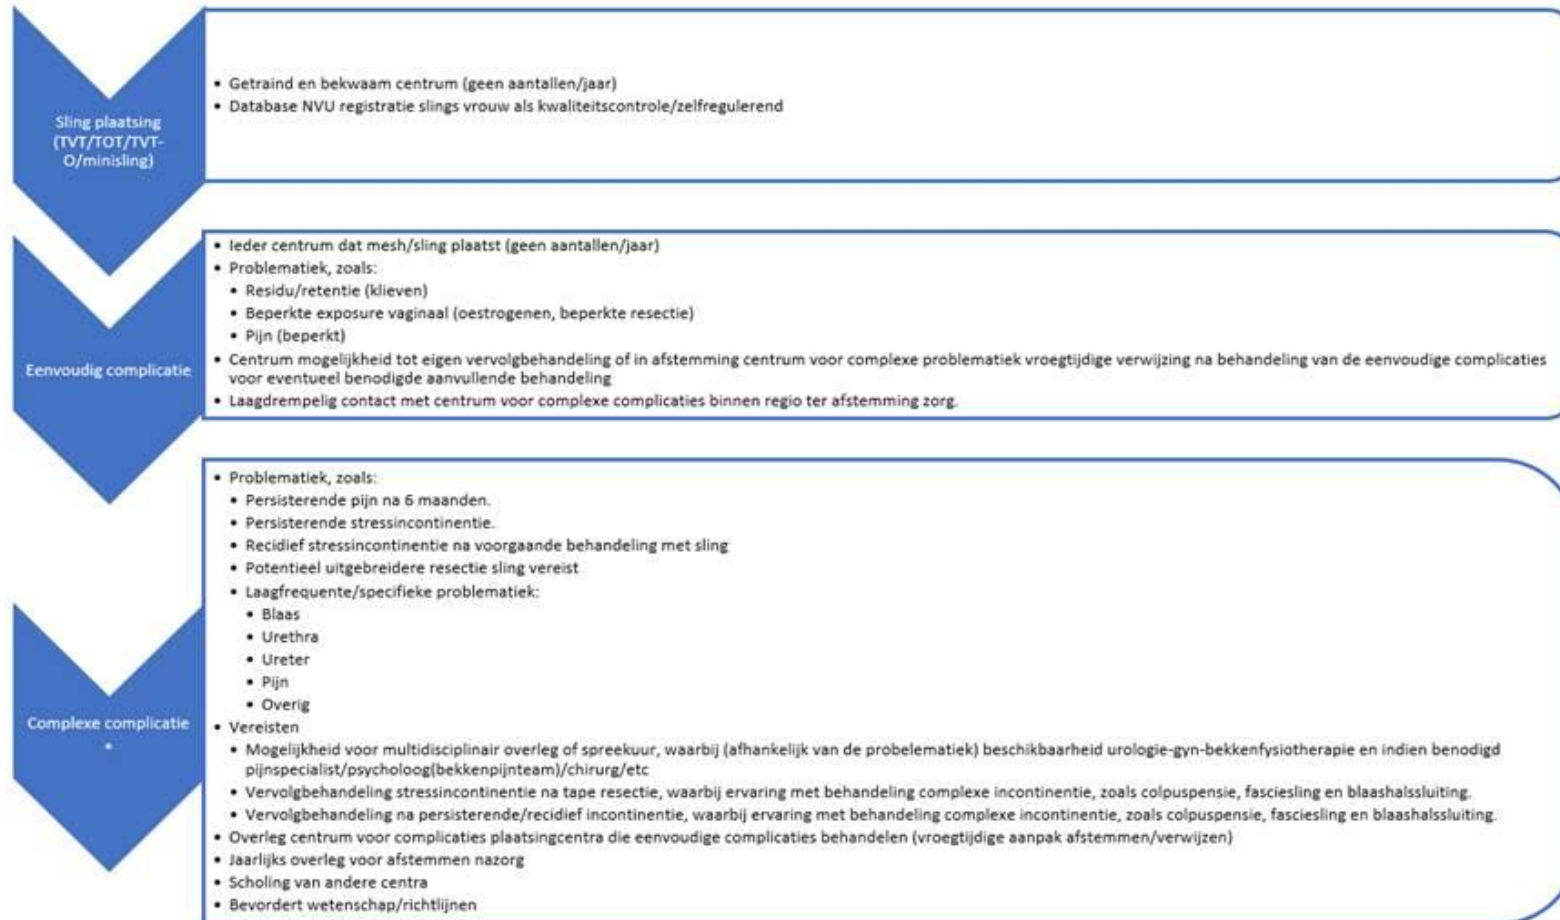 Sling plaatsing
(TVT/TOT/TVT-
O/minisling)
• Getraind en bekwaam centrum (geen aantallen/jaar)
• Database NVU registratie slings vrouw als kwaliteitscontrole/zelfregulerend
Eenvoudig complicatie
• Ieder centrum dat mesh/sling plaatst (geen aantallen/jaar)
• Problematiek, zoals:
• Residu/retentie (klieven)
• Beperkte exposure vaginaal (oestrogenen, beperkte resectie)
• Pijn (beperkt)
• Centrum mogelijkheid tot eigen vervolgbehandeling of in afstemming centrum voor complexe problematiek vroegtijdige verwijzing na behandeling van de eenvoudige complicaties
voor eventueel benodigde aanvullende behandeling
• Laagdrempelig contact met centrum voor complexe complicaties binnen regio ter afstemming zorg.
Complexe complicatie
*
• Problematiek, zoals:
• Persisterende pijn na 6 maanden.
• Persisterende stressincontinentie.
• Recidief stressincontinentie na voorgaande behandeling met sling
• Potentieel uitgebreidere resectie sling vereist
• Laagfrequente/specifieke problematiek:
• Blaas
• Urethra
• Ureter
• Pijn
• Overig
• Vereisten
• Mogelijkheid voor multidisciplinair overleg of spreekuur, waarbij (afhankelijk van de probelematiek) beschikbaarheid urologie-gyn-bekkenfysiotherapie en indien benodigd
pijnspecialist/psycholoog(bekkenpijnteam)/chirurg/etc
• Vervolgbehandeling stressincontinentie na tape resectie, waarbij ervaring met behandeling complexe incontinentie, zoals colpuspensie, fasciesling en blaashalssluiting.
• Vervolgbehandeling na persisterende/recidief incontinentie, waarbij ervaring met behandeling complexe incontinentie, zoals colpuspensie, fasciesling en blaashalssluiting.
• Overleg centrum voor complicaties plaatsingcentra die eenvoudige complicaties behandelen (vroegtijdige aanpak afstemmen/verwijzen)
• Jaarlijks overleg voor afstemmen nazorg
• Scholing van andere centra
• Bevordert wetenschap/richtlijnen